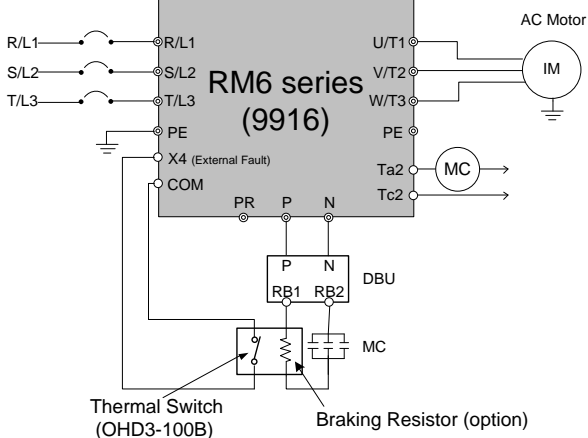 AC Motor
R/L1
R/L1
U/T1
S/L2
S/L2
V/T2
IM
T/L3
T/L3
W/T3
RM6 series
(9916)
PE
PE
X4 (External Fault)
Ta2
MC
COM
Tc2
PR
P
N
P
N
DBU
RB1
RB2
MC
Thermal Switch
(OHD3-100B)
Braking Resistor (option)